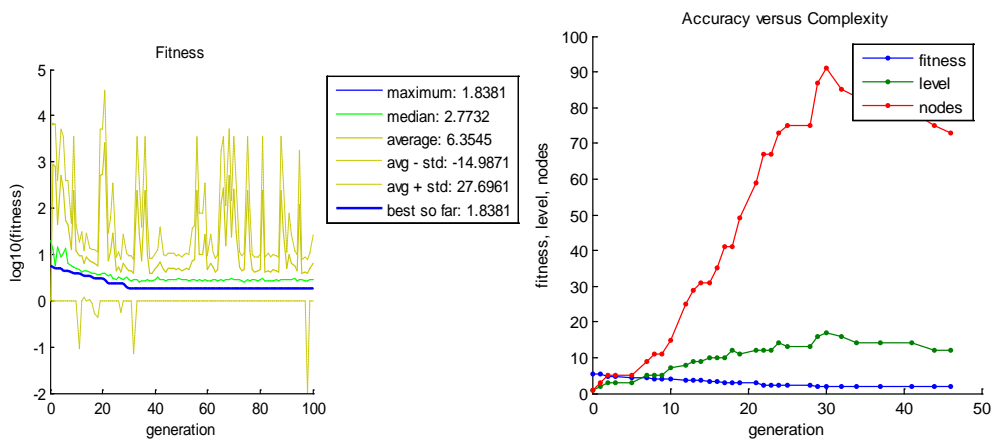 Fitness
5
4
3
2
1
0
-1
-2
log10(fitness)
0 20 40 60 80 100
generation
maximum: 1.8381
median: 2.7732
average: 6.3545
avg - std: -14.9871
avg + std: 27.6961
best so far: 1.8381
Accuracy versus Complexity
100
90
80
70
60
50
40
30
20
10
0
fitness, level, nodes
0 10 20 30 40 50
generation
fitness
level
nodes